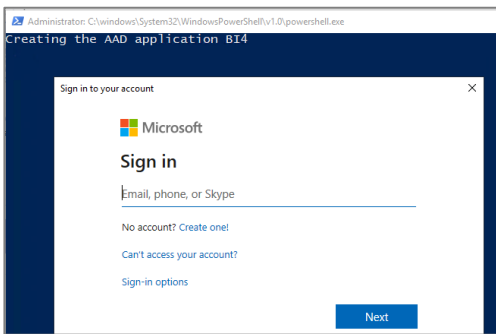 Administrator: C:\windows\System32\WindowsPowerShell\v1.0\powershell.exe
Creating the AAD application BI4
Sign in to your account
Microsoft
Sign in
Email, phone, or Skype
No account? Create one!
Can't access your account?
Sign-in options
Next